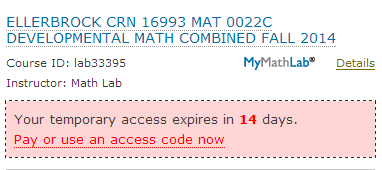 ELLERBROCK CRN 16993 MAT 0022C
DEVELOPMENTAL MATH COMBINED FALL 2014
Course ID: lab33395
MyMathLab®
Details
Instructor: Math Lab
Your temporary access expires in 14 days.
Pay or use an access code now